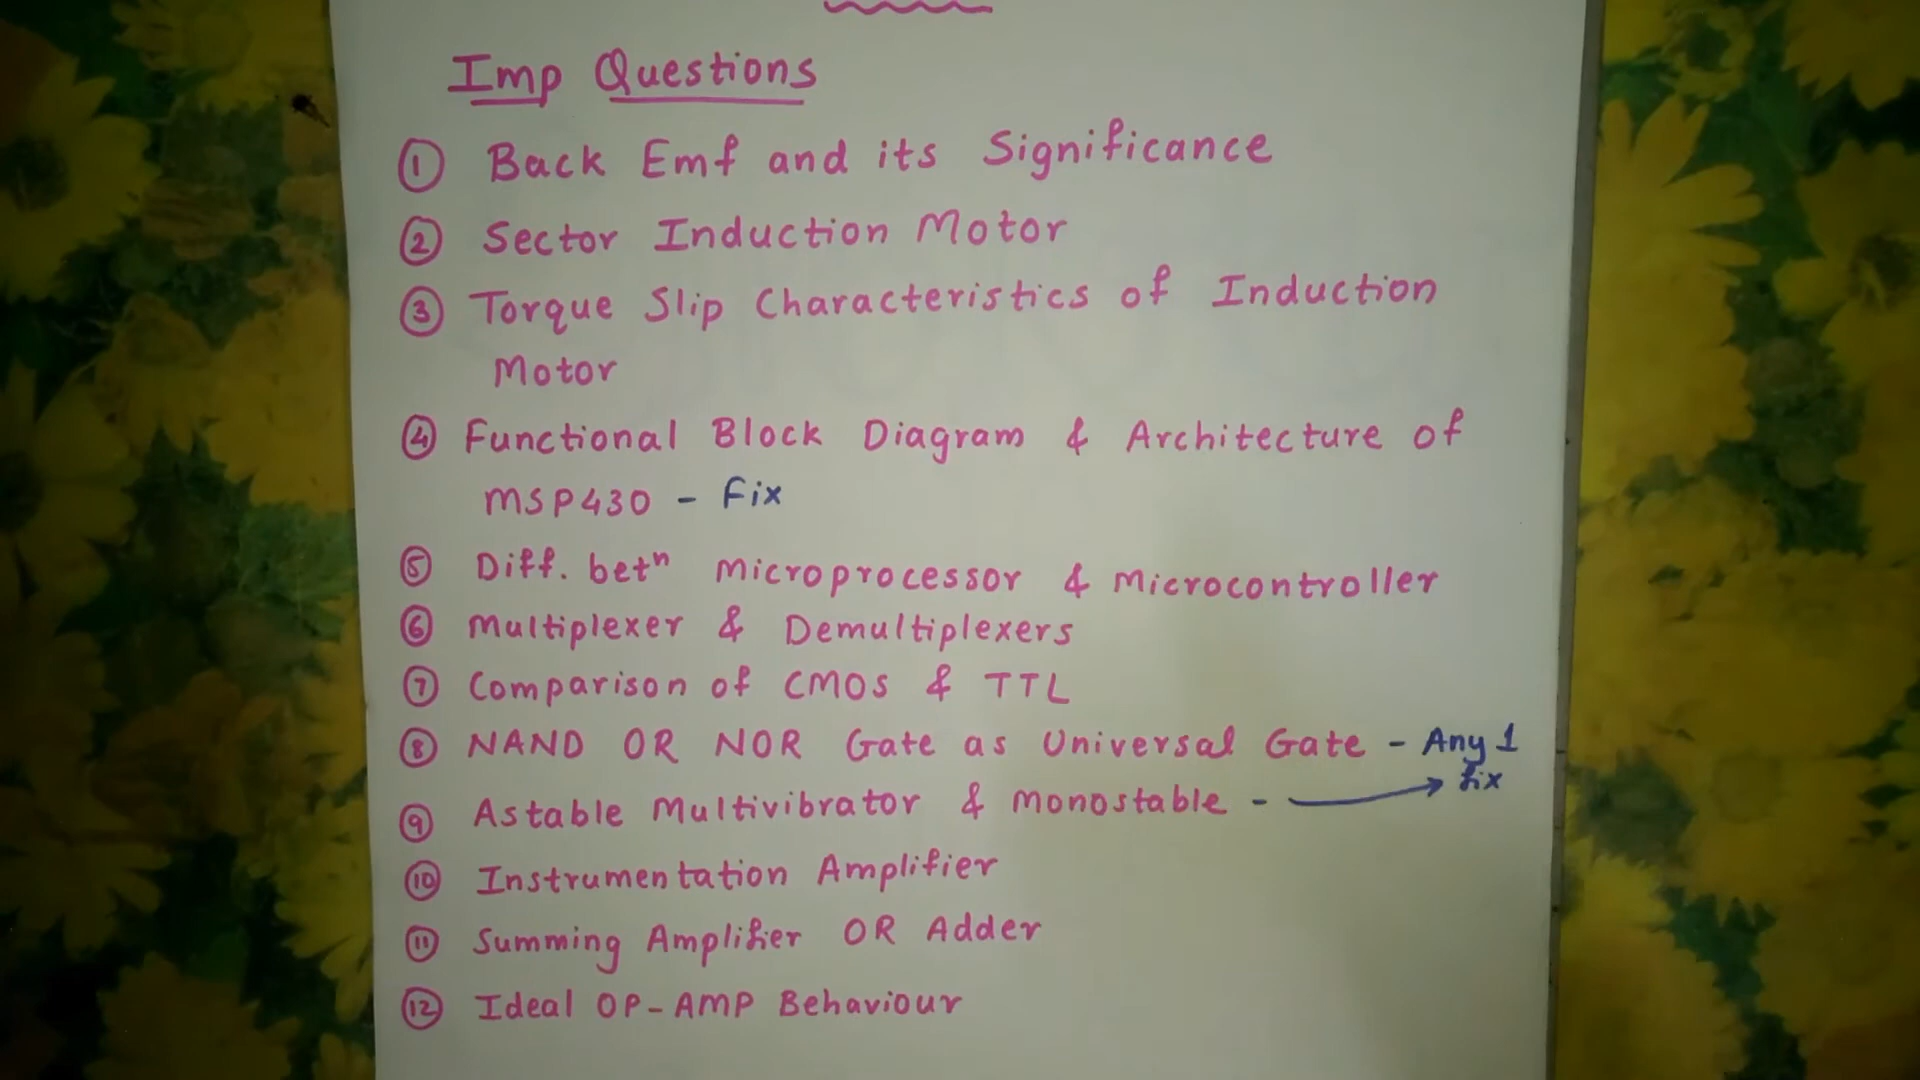 Imp Questions
① Back Emf and its Significance
② Sector Induction Motor
③ Torque Slip Characteristics of Induction
Motor
④ Functional Block Diagram & Architecture of
MSP430 - Fix
⑤ Diff. betⁿ Microprocessor & Microcontroller
⑥ Multiplexer & Demultiplexers
⑦ Comparison of CMOS & TTL
⑧ NAND OR NOR Gate as Universal Gate - Any 1
fix
⑨ Astable Multivibrator & Monostable - →
⑩ Instrumentation Amplifier
⑪ Summing Amplifier OR Adder
⑫ Ideal OP-AMP Behaviour